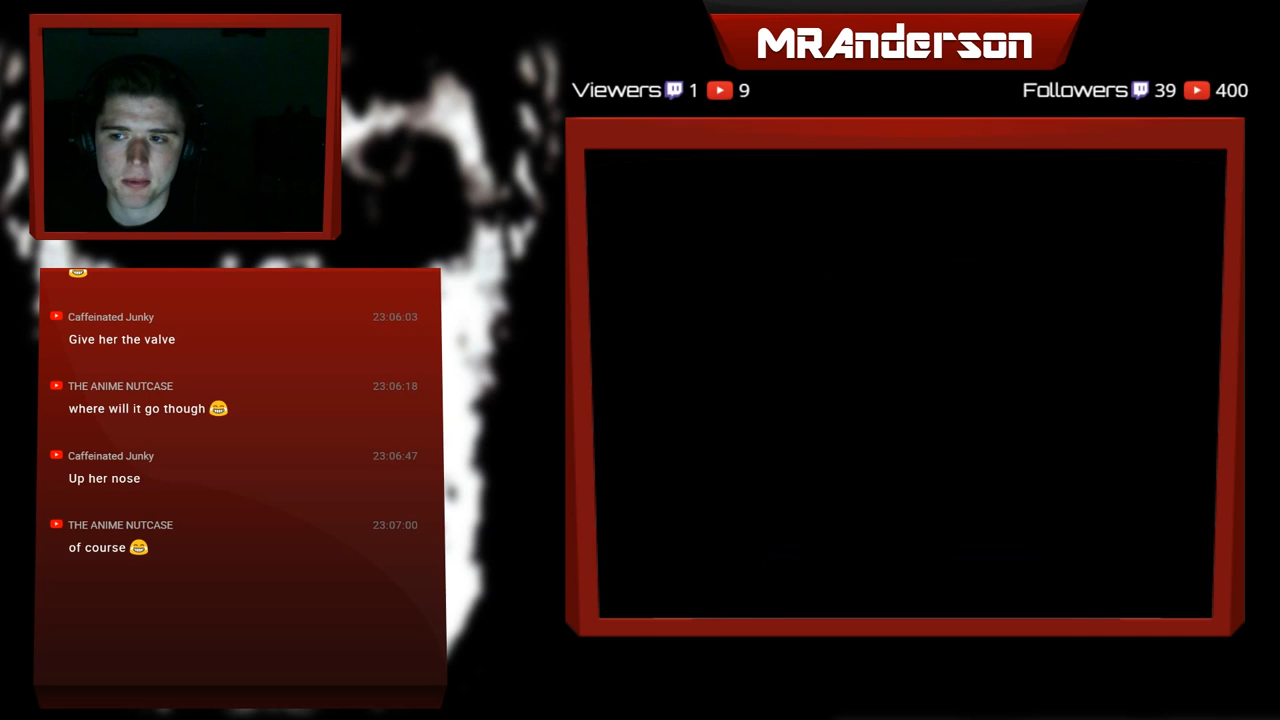 MRAnderson
Viewers 1 9
Followers 39 400
Caffeinated Junky 23:06:03
Give her the valve
THE ANIME NUTCASE 23:06:18
where will it go though 😂
Caffeinated Junky 23:06:47
Up her nose
THE ANIME NUTCASE 23:07:00
of course 😂